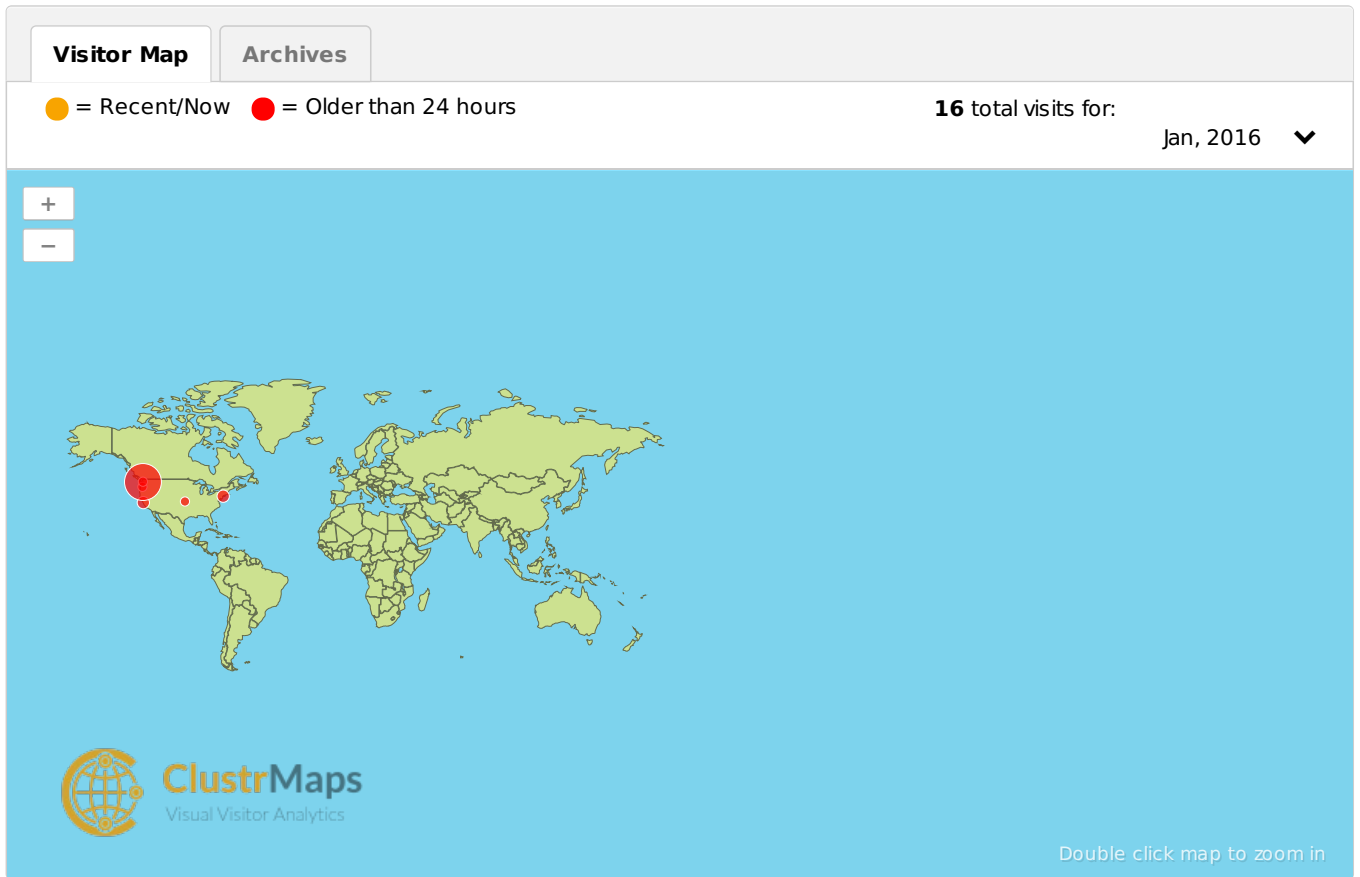 Visitor Map
Archives
= Recent/Now = Older than 24 hours
16 total visits for:
Jan, 2016
+
−
ClustrMaps
Visual Visitor Analytics
Double click map to zoom in